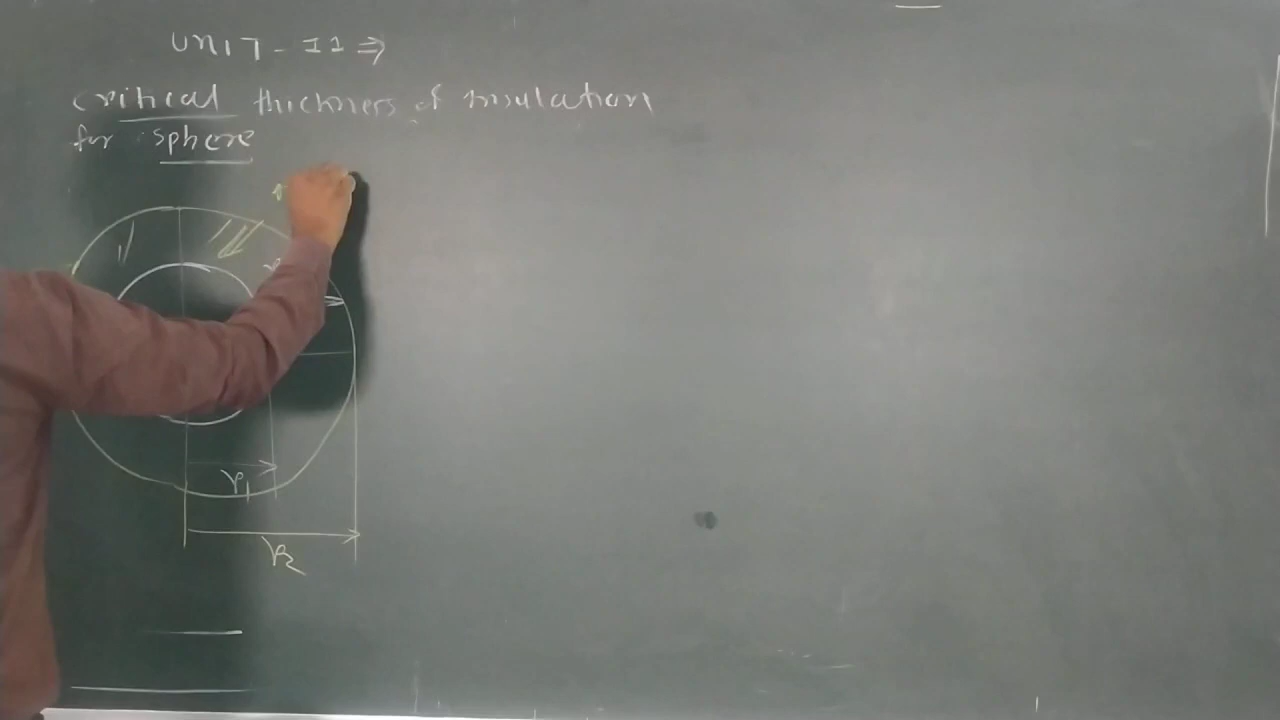 UNIT-II ⇒
critical thickness of insulation
for sphere
r1
r2